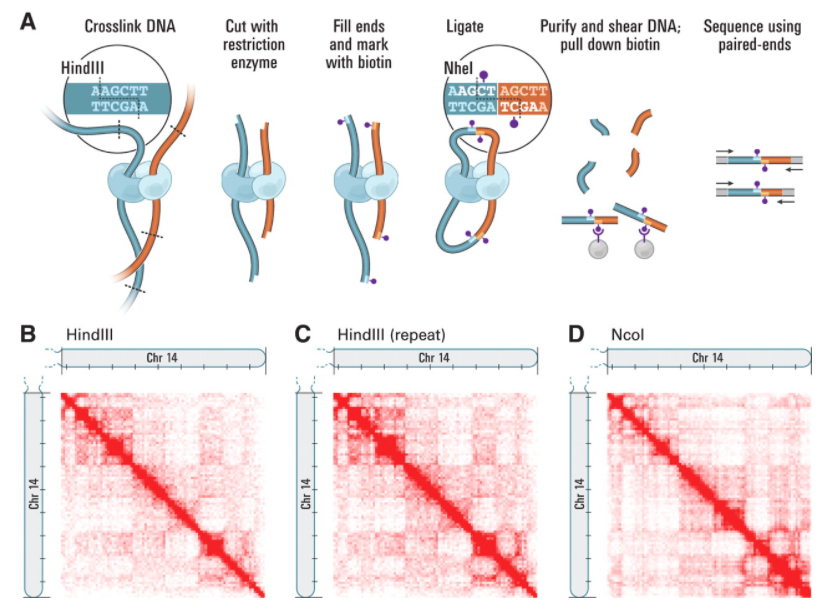 A
Crosslink DNA
Cut with
restriction
enzyme
Fill ends
and mark
with biotin
Ligate
Purify and shear DNA;
pull down biotin
Sequence using
paired-ends
HindIII
AAGCTT
TTCGAA
NheI
AAGCT AGCTT
TTCGA TCGAA
B HindIII
Chr 14
Chr 14
C HindIII (repeat)
Chr 14
Chr 14
D NcoI
Chr 14
Chr 14